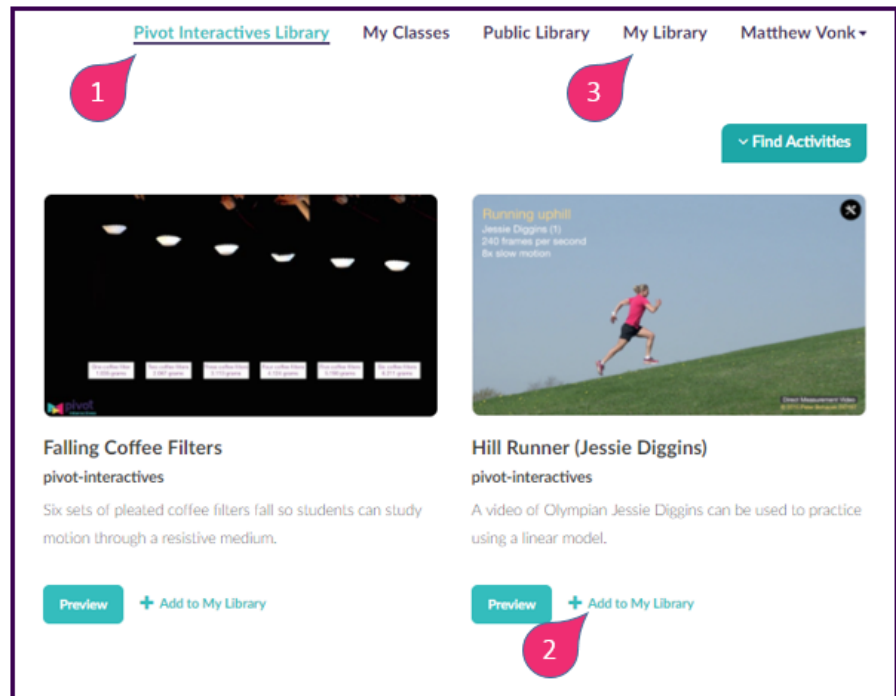 Pivot Interactives Library My Classes Public Library My Library Matthew Vonk
1
3
Find Activities
Running uphill
Jessie Diggins (1)
240 frames per second
8x slow motion
pivot
Direct Measurement Video
Falling Coffee Filters
Hill Runner (Jessie Diggins)
pivot-interactives
pivot-interactives
Six sets of pleated coffee filters fall so students can study
motion through a resistive medium.
A video of Olympian Jessie Diggins can be used to practice
using a linear model.
Preview + Add to My Library
Preview + Add to My Library
2